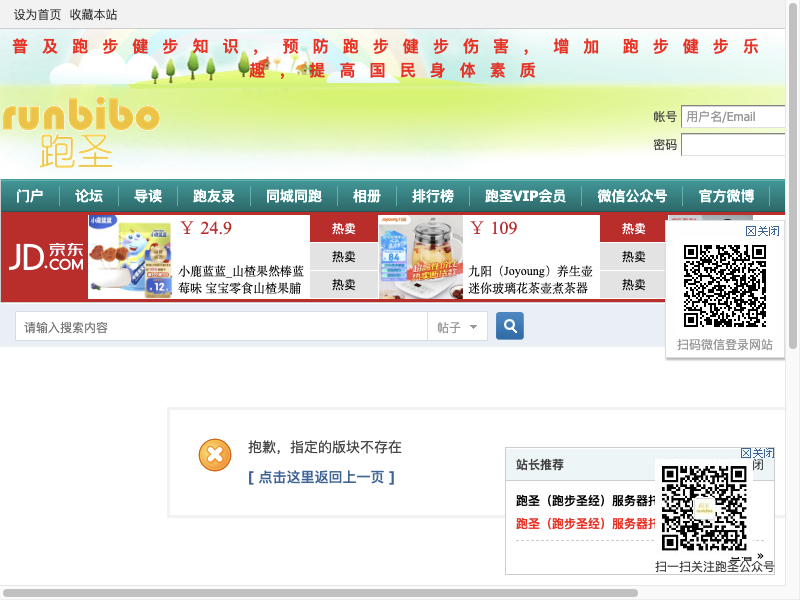 设为首页 收藏本站
普及跑步健步知识，预防跑步健步伤害，增加 跑步健步乐
趣，提高国民身体素质
runbibo
跑圣
帐号 用户名/Email
密码
门户 论坛 导读 跑友录 同城同跑 相册 排行榜 跑圣VIP会员 微信公众号 官方微博
JD 京东
.COM
￥ 24.9
小鹿蓝蓝_山楂果然棒蓝
莓味 宝宝零食山楂果脯
热卖
热卖
热卖
￥ 109
九阳（Joyoung）养生壶
迷你玻璃花茶壶煮茶器
热卖
热卖
热卖
关闭
扫码微信登录网站
请输入搜索内容 帖子
抱歉，指定的版块不存在
[ 点击这里返回上一页 ]
站长推荐
关闭
闭
跑圣（跑步圣经）服务器
跑圣（跑步圣经）服务器
»
扫一扫关注跑圣公众号